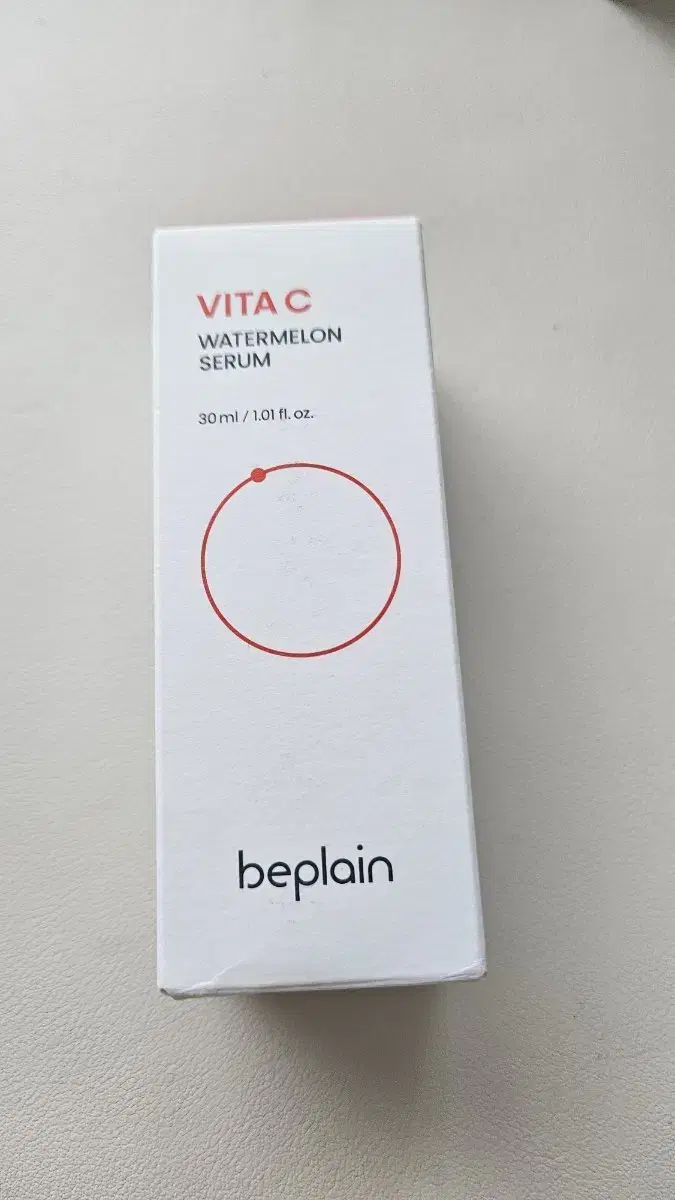 VITA C
WATERMELON
SERUM
30 ml / 1.01 fl. oz.
beplain